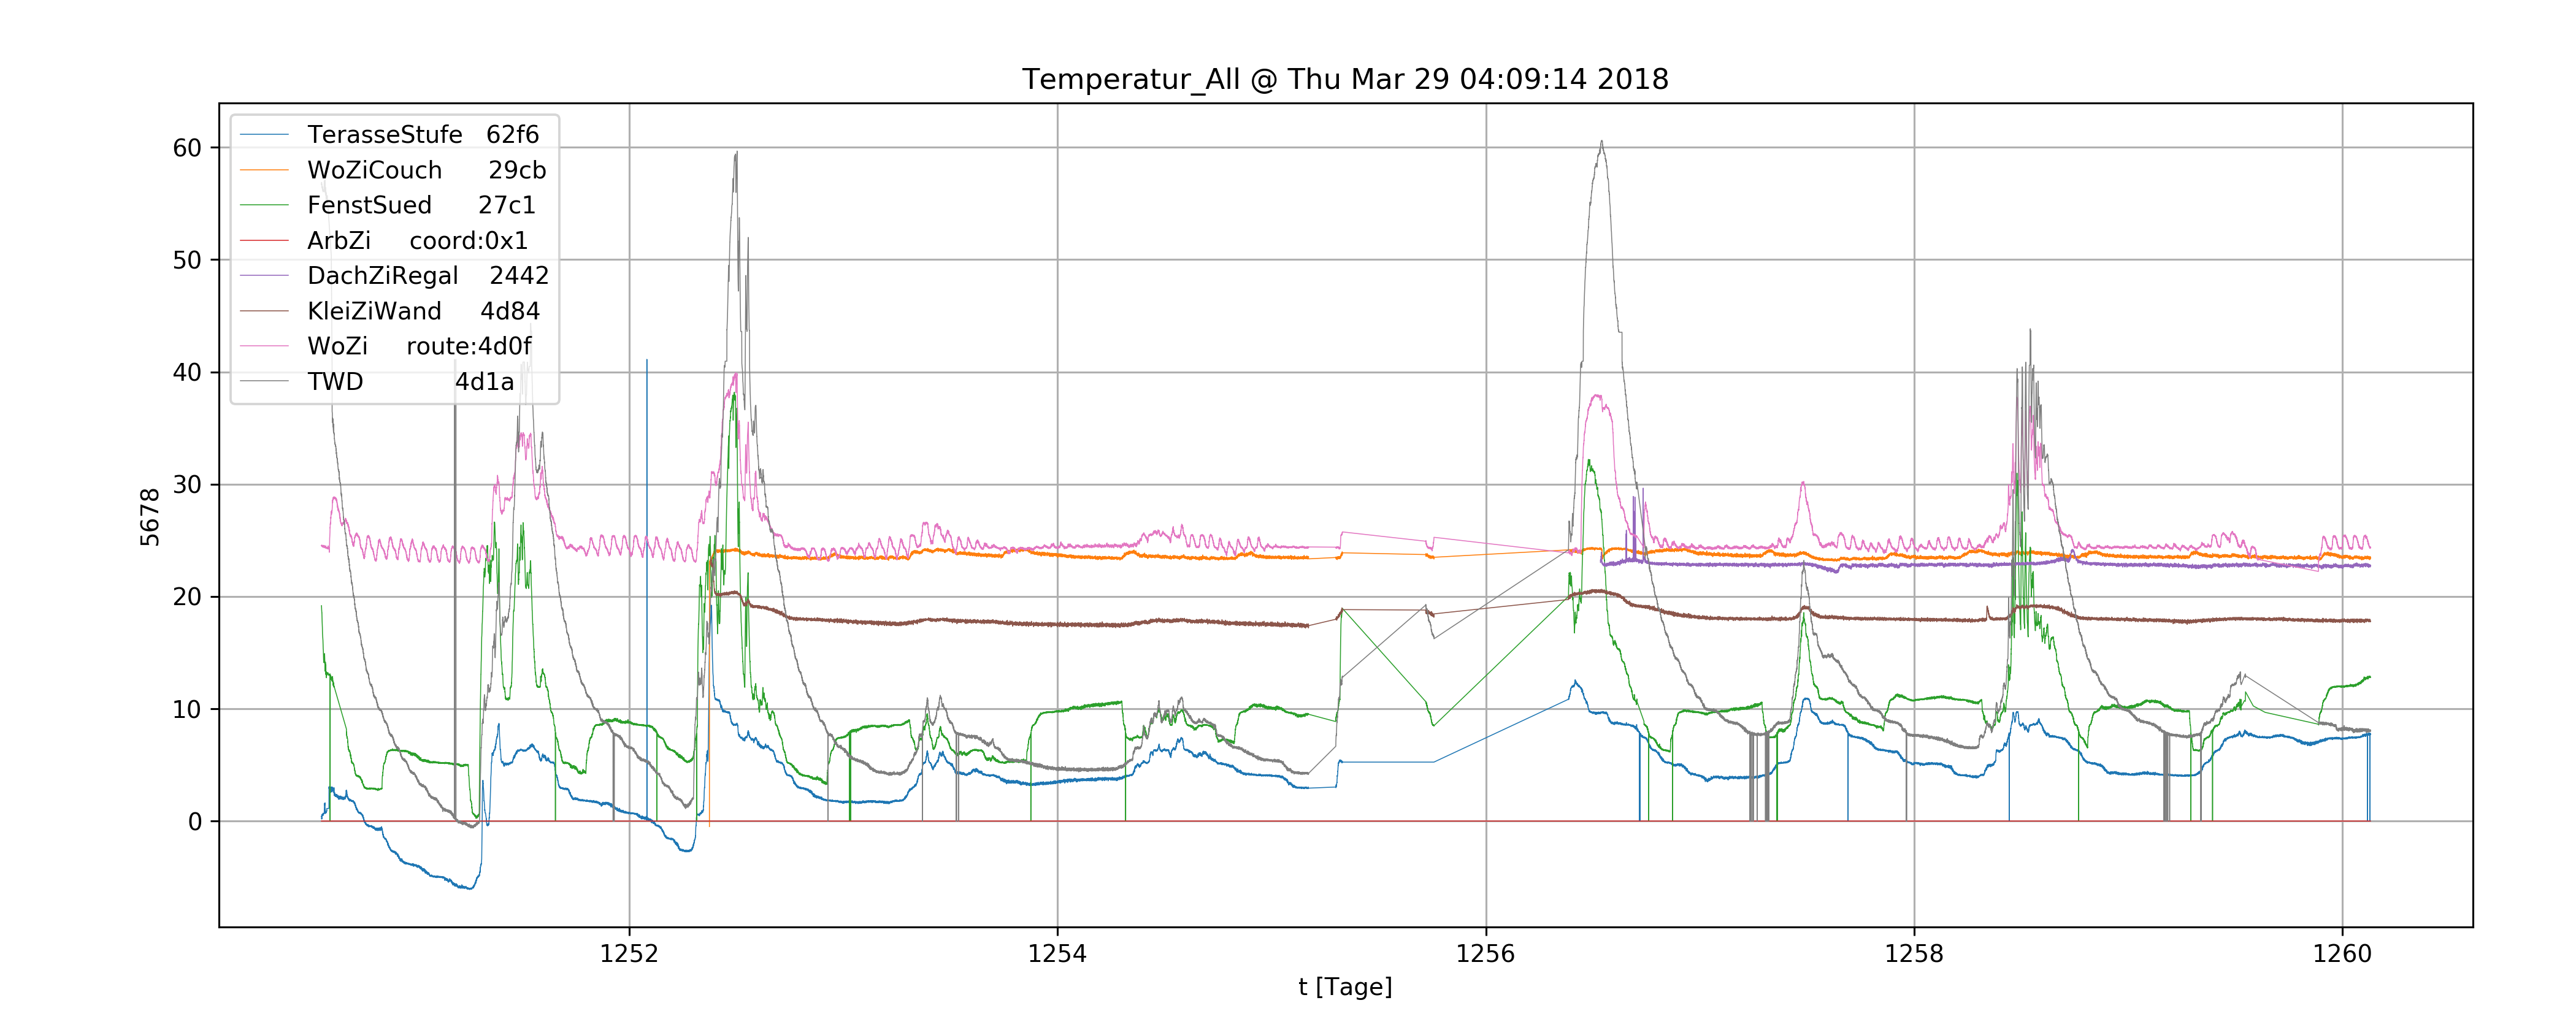 Temperatur_All @ Thu Mar 29 04:09:14 2018
TerasseStufe 62f6
WoZiCouch 29cb
FenstSued 27c1
ArbZi coord:0x1
DachZiRegal 2442
KleiZiWand 4d84
WoZi route:4d0f
TWD 4d1a
60
50
40
30
20
10
0
5678
1252 1254 1256 1258 1260
t [Tage]